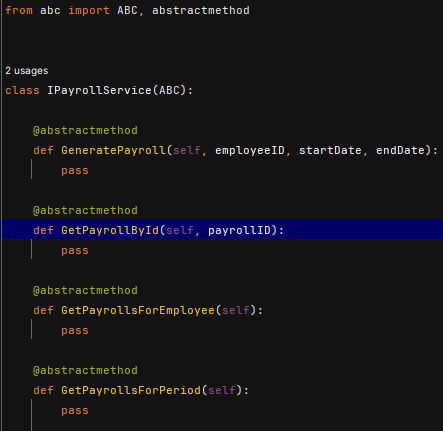 from abc import ABC, abstractmethod
2 usages
class IPayrollService(ABC):
@abstractmethod
def GeneratePayroll(self, employeeID, startDate, endDate):
pass
@abstractmethod
def GetPayrollById(self, payrollID):
pass
@abstractmethod
def GetPayrollsForEmployee(self):
pass
@abstractmethod
def GetPayrollsForPeriod(self):
pass